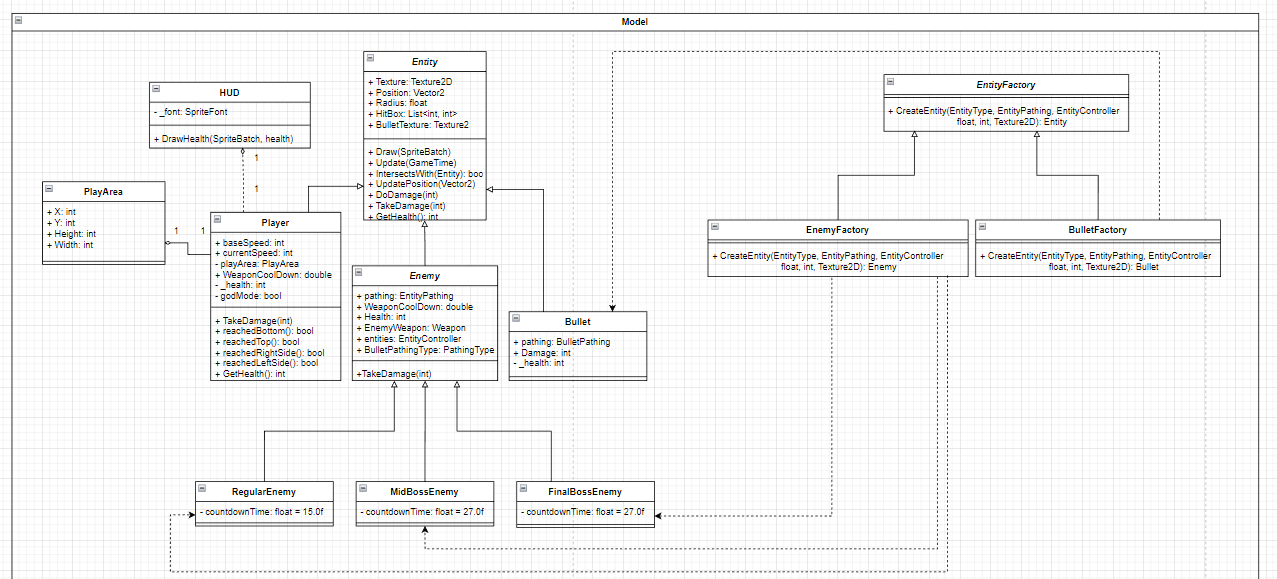 Model
Entity
+ Texture: Texture2D
+ Position: Vector2
+ Radius: float
+ HitBox: List<int, int>
+ BulletTexture: Texture2
+ Draw(SpriteBatch)
+ Update(GameTime)
+ IntersectsWith(Entity): boo
+ UpdatePosition(Vector2)
+ DoDamage(int)
+ TakeDamage(int)
+ GetHealth(): int
HUD
- _font: SpriteFont
+ DrawHealth(SpriteBatch, health)
1
1
EntityFactory
+ CreateEntity(EntityType, EntityPathing, EntityController
float, int, Texture2D): Entity
PlayArea
+ X: int
+ Y: int
+ Height: int
+ Width: int
1
1
Player
+ baseSpeed: int
+ currentSpeed: int
- playArea: PlayArea
+ WeaponCoolDown: double
- _health: int
- godMode: bool
+ TakeDamage(int)
+ reachedBottom(): bool
+ reachedTop(): bool
+ reachedRightSide(): bool
+ reachedLeftSide(): bool
+ GetHealth(): int
Enemy
+ pathing: EntityPathing
+ WeaponCoolDown: double
+ Health: int
+ EnemyWeapon: Weapon
+ entities: EntityController
+ BulletPathingType: PathingType
+TakeDamage(int)
Bullet
+ pathing: BulletPathing
+ Damage: int
- _health: int
EnemyFactory
+ CreateEntity(EntityType, EntityPathing, EntityController
float, int, Texture2D): Enemy
BulletFactory
+ CreateEntity(EntityType, EntityPathing, EntityController
float, int, Texture2D): Bullet
RegularEnemy
- countdownTime: float = 15.0f
MidBossEnemy
- countdownTime: float = 27.0f
FinalBossEnemy
- countdownTime: float = 27.0f